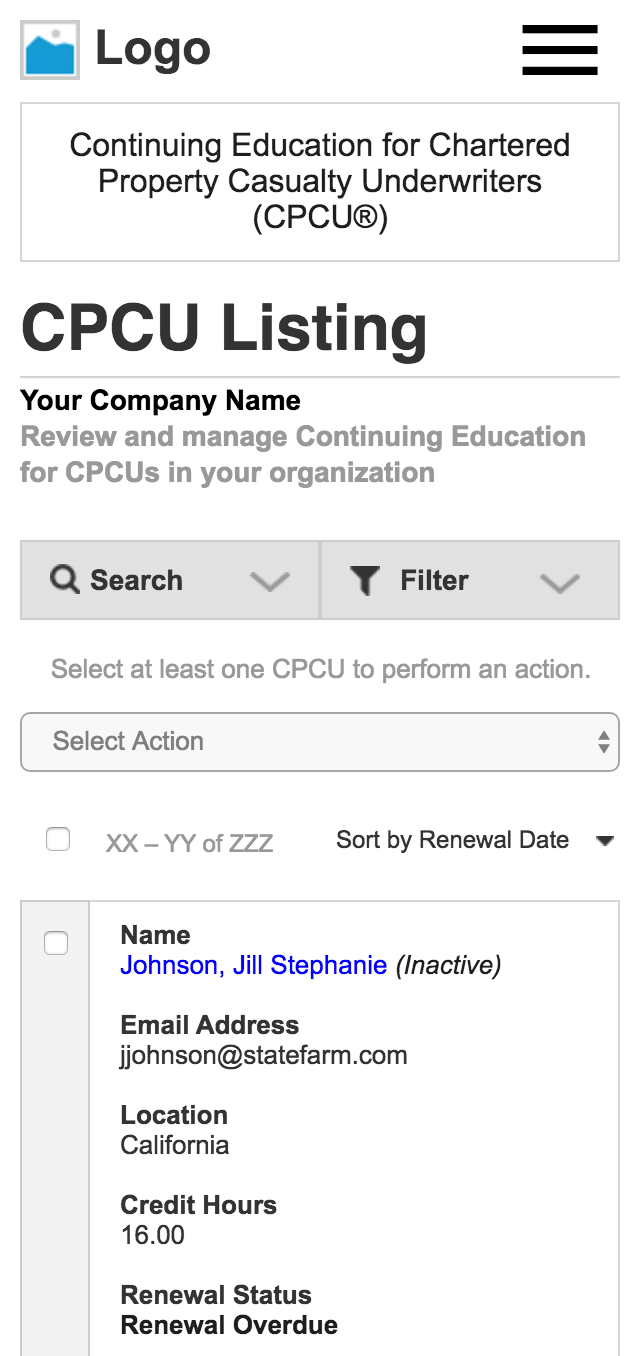 Logo
Continuing Education for Chartered
Property Casualty Underwriters
(CPCU®)
CPCU Listing
Your Company Name
Review and manage Continuing Education
for CPCUs in your organization
Search
Filter
Select at least one CPCU to perform an action.
Select Action
XX – YY of ZZZ
Sort by Renewal Date
Name
Johnson, Jill Stephanie (Inactive)
Email Address
jjohnson@statefarm.com
Location
California
Credit Hours
16.00
Renewal Status
Renewal Overdue